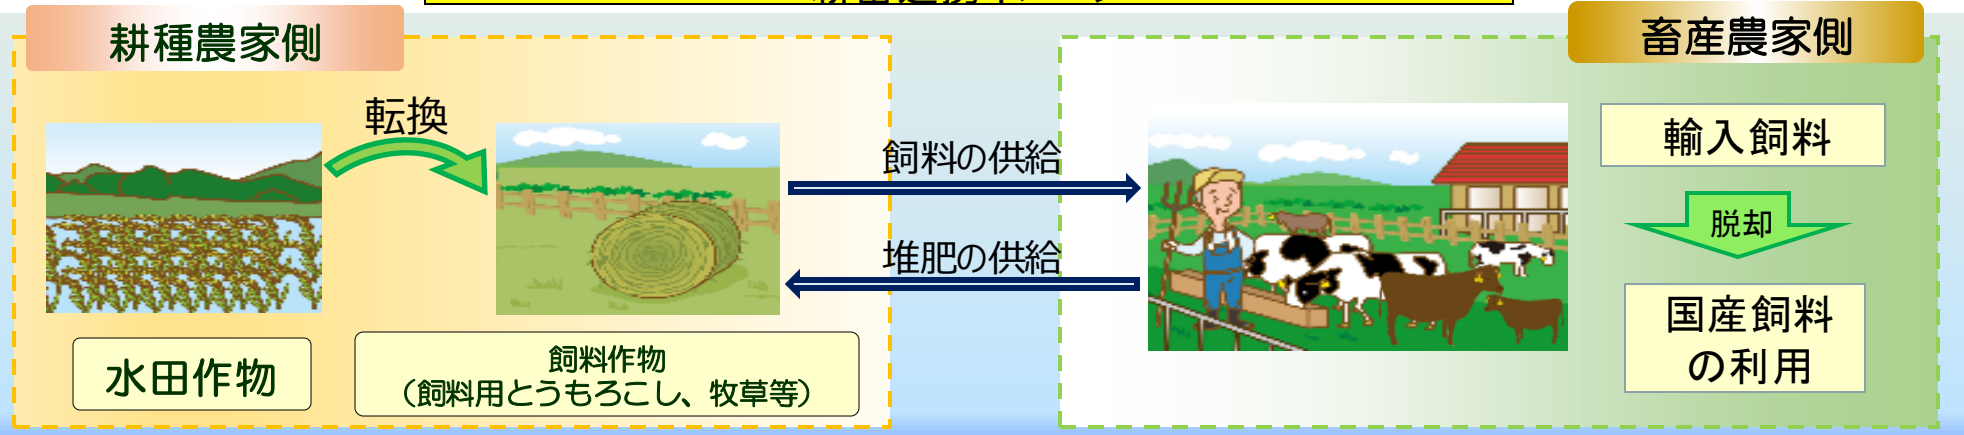 耕種農家側
畜産農家側
転換
飼料の供給
堆肥の供給
水田作物
飼料作物
（飼料用とうもろこし、牧草等）
輸入飼料
脱却
国産飼料
の利用